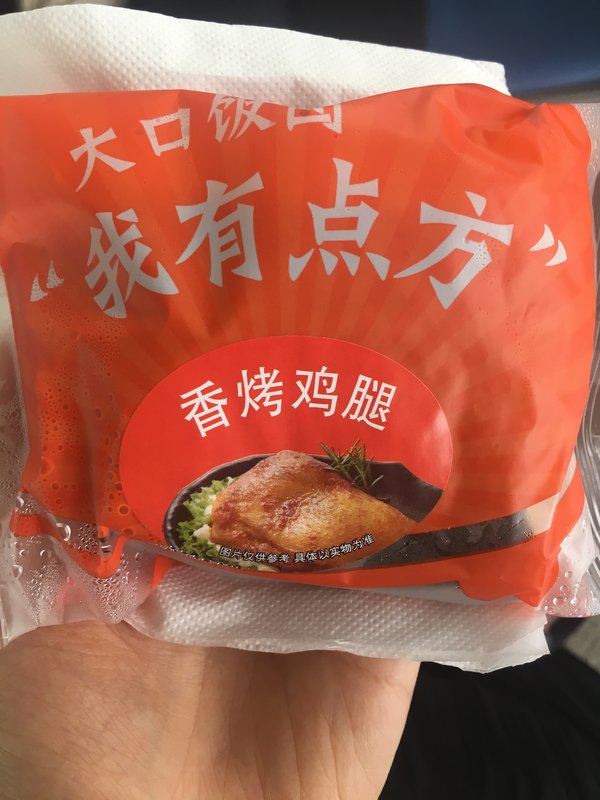 大口饭团
“我有点方”
香烤鸡腿
图片仅供参考 具体以实物为准